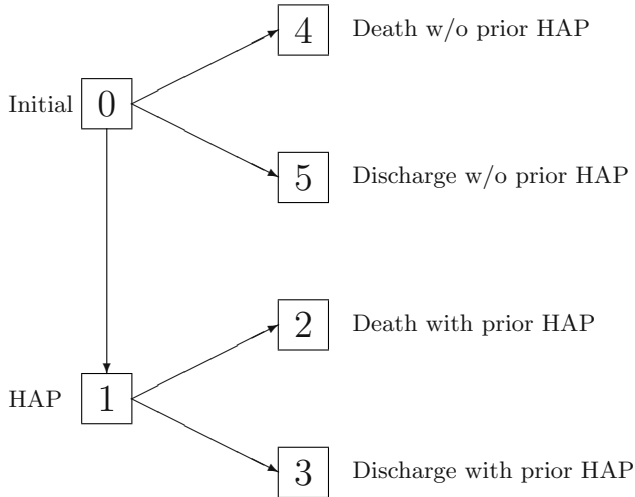 4 Death w/o prior HAP
Initial 0
5 Discharge w/o prior HAP
2 Death with prior HAP
HAP 1
3 Discharge with prior HAP